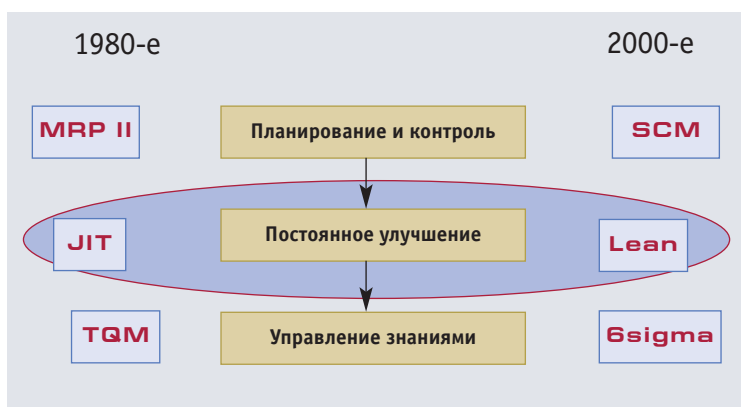 1980-е
2000-е
MRP II
Планирование и контроль
SCM
JIT
Постоянное улучшение
Lean
TQM
Управление знаниями
6sigma